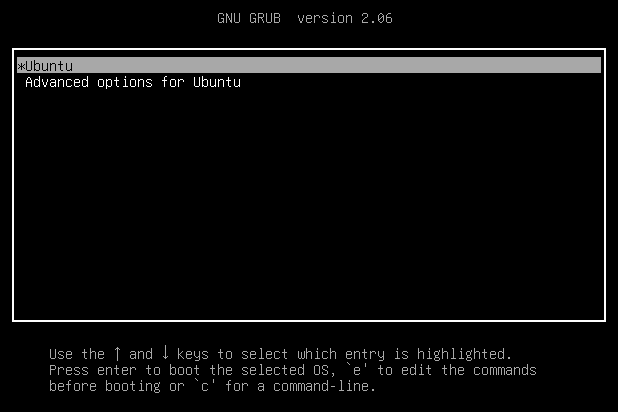 GNU GRUB  version 2.06
*Ubuntu
Advanced options for Ubuntu
Use the ↑ and ↓ keys to select which entry is highlighted.
Press enter to boot the selected OS, `e' to edit the commands
before booting or `c' for a command-line.